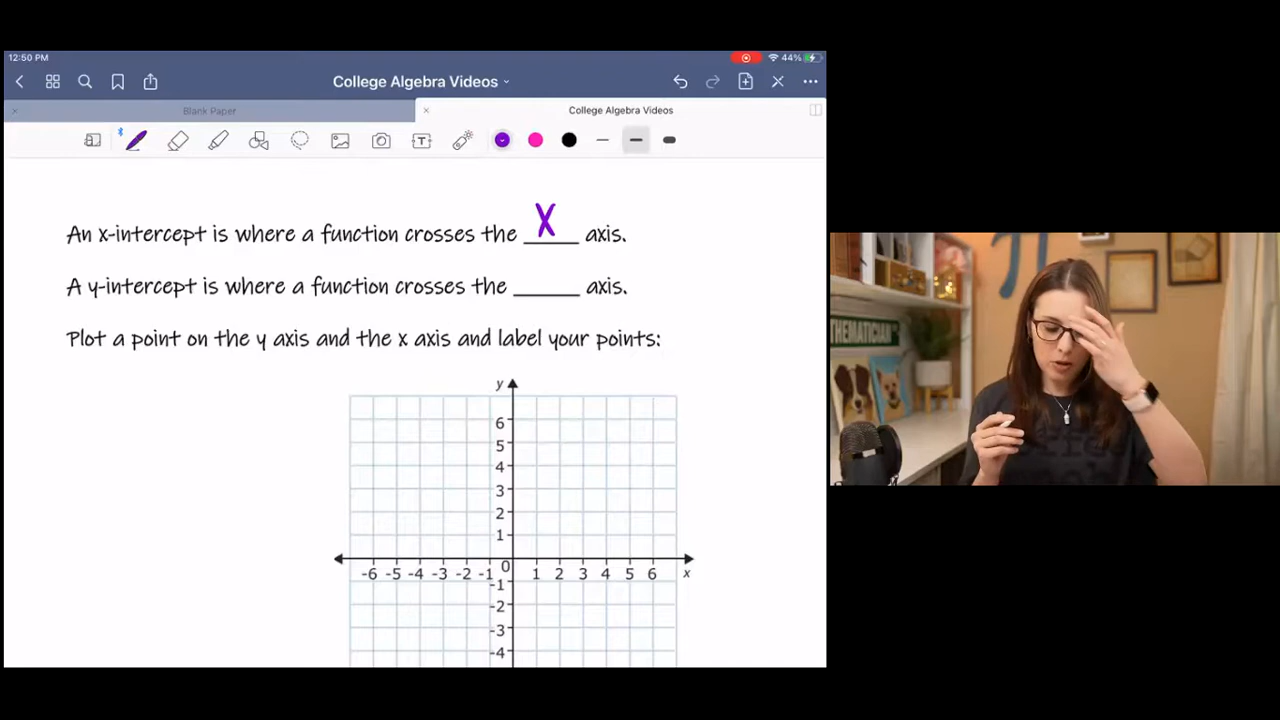 12:50 PM
44%
College Algebra Videos
Blank Paper
College Algebra Videos
T
An x-intercept is where a function crosses the X axis.
A y-intercept is where a function crosses the ______ axis.
Plot a point on the y axis and the x axis and label your points:
y
6
5
4
3
2
1
-6 -5 -4 -3 -2 -1 0 1 2 3 4 5 6 x
-1
-2
-3
-4
THEMATICIAN